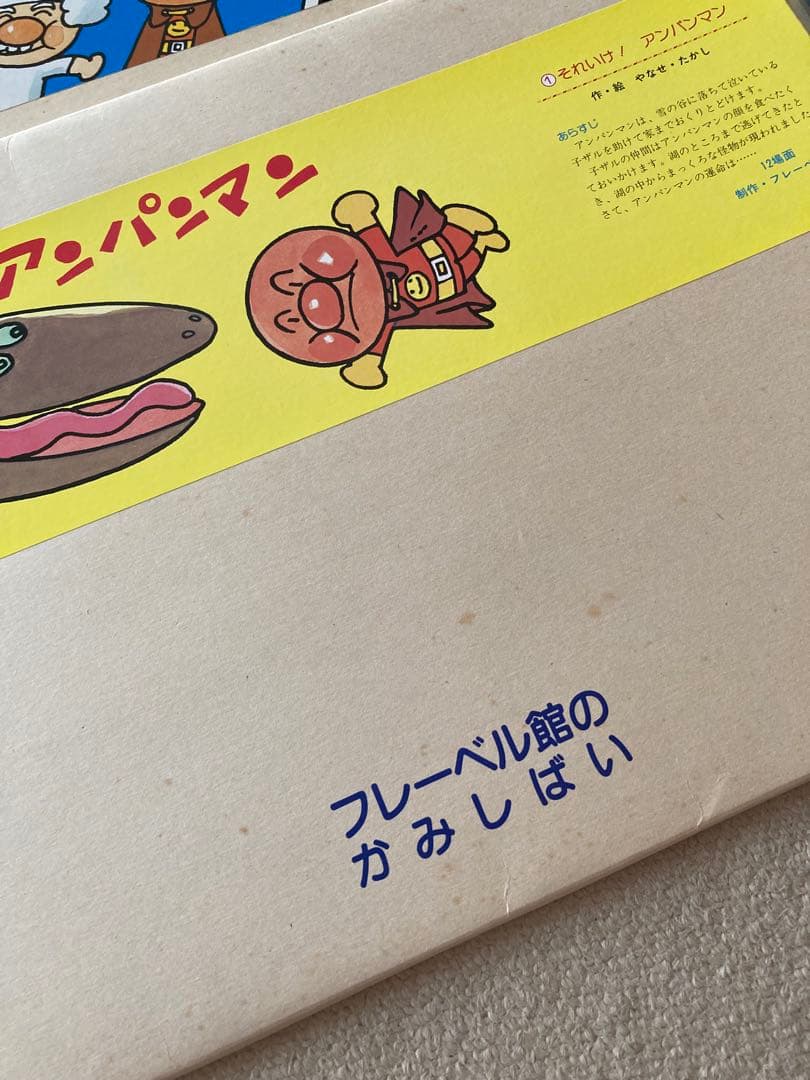 ①それいけ! アンパンマン
作・絵 やなせ・たかし
あらすじ
アンパンマンは、雪の谷に落ちて泣いている
子ザルを助けて家までおくりとどけます。
子ザルの仲間はアンパンマンの顔を食べたく
ておいかけます。湖のところまで逃げてきたと
き、湖の中からまっくろな怪物が現われました
さて、アンパンマンの運命は……
12場面
制作・フレーベ
アンパンマン
フレーベル館の
かみしばい